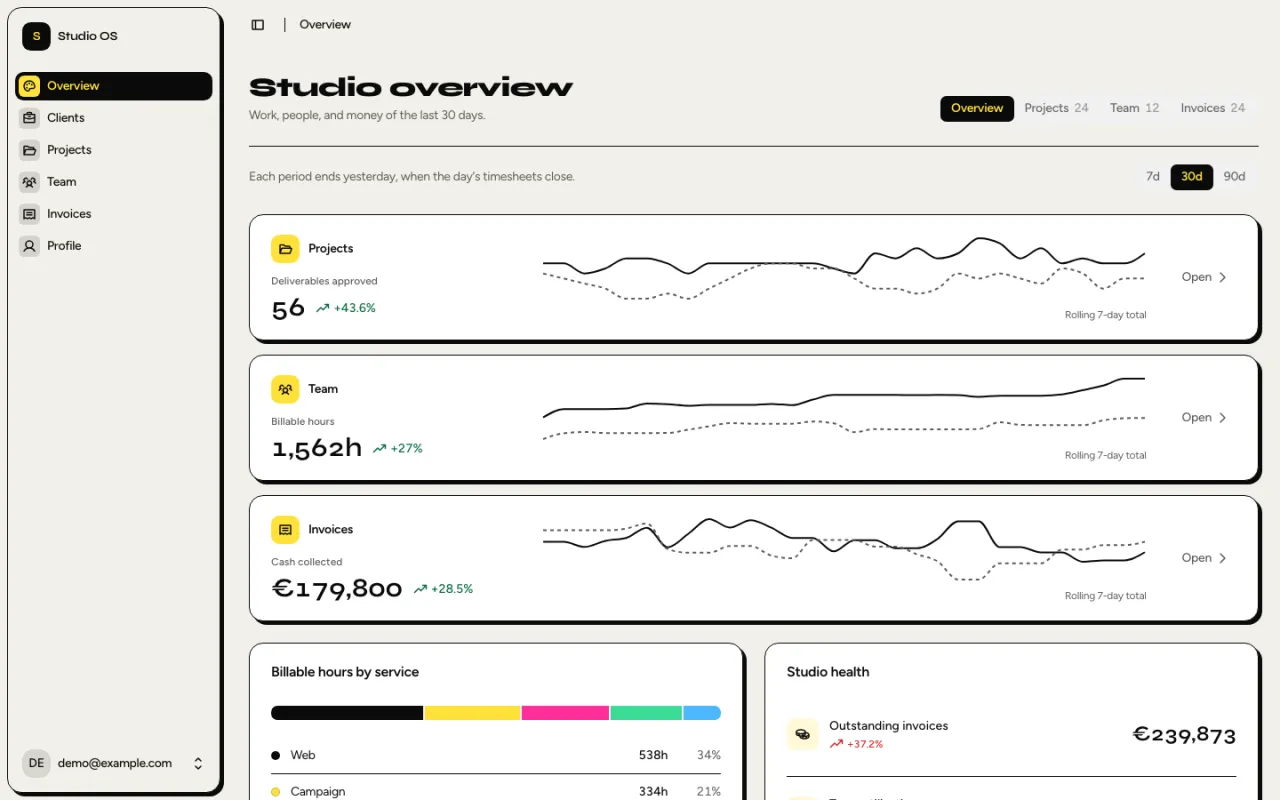 S Studio OS
Overview
Clients
Projects
Team
Invoices
Profile
DE demo@example.com
Overview
Studio overview
Work, people, and money of the last 30 days.
Overview Projects 24 Team 12 Invoices 24
Each period ends yesterday, when the day's timesheets close.
7d 30d 90d
Projects
Deliverables approved
56 +43.6%
Rolling 7-day total
Open
Team
Billable hours
1,562h +27%
Rolling 7-day total
Open
Invoices
Cash collected
€179,800 +28.5%
Rolling 7-day total
Open
Billable hours by service
Web 538h 34%
Campaign 334h 21%
Studio health
Outstanding invoices
+37.2%
€239,873